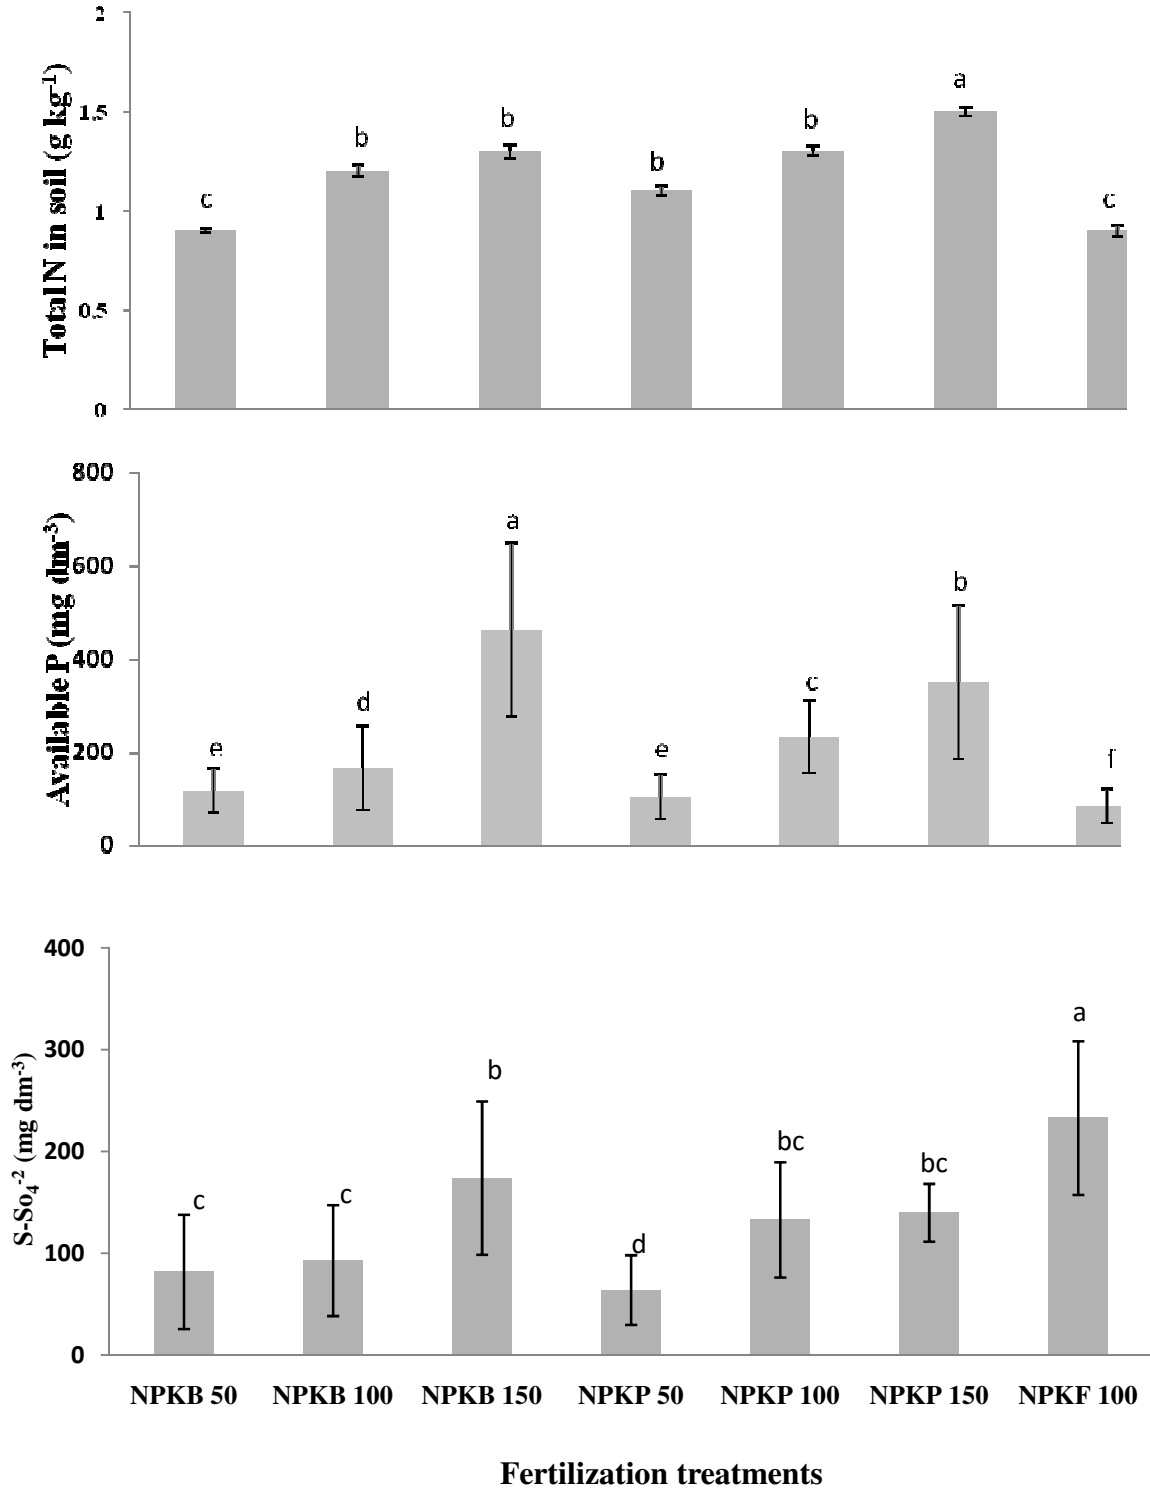 2
1.5
1
0.5
0
Total N in soil (g kg⁻¹)
c
b
b
b
b
a
c
800
600
400
200
0
Available P (mg dm⁻³)
e
d
a
e
c
b
f
400
300
200
100
0
S-So₄⁻² (mg dm⁻³)
c
c
b
d
bc
bc
a
NPKB 50 NPKB 100 NPKB 150 NPKP 50 NPKP 100 NPKP 150 NPKF 100
Fertilization treatments